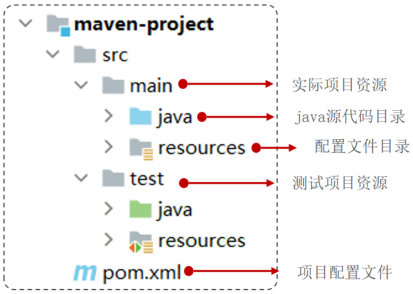 maven-project
src
main 实际项目资源
java java源代码目录
resources 配置文件目录
test 测试项目资源
java
resources
m pom.xml 项目配置文件